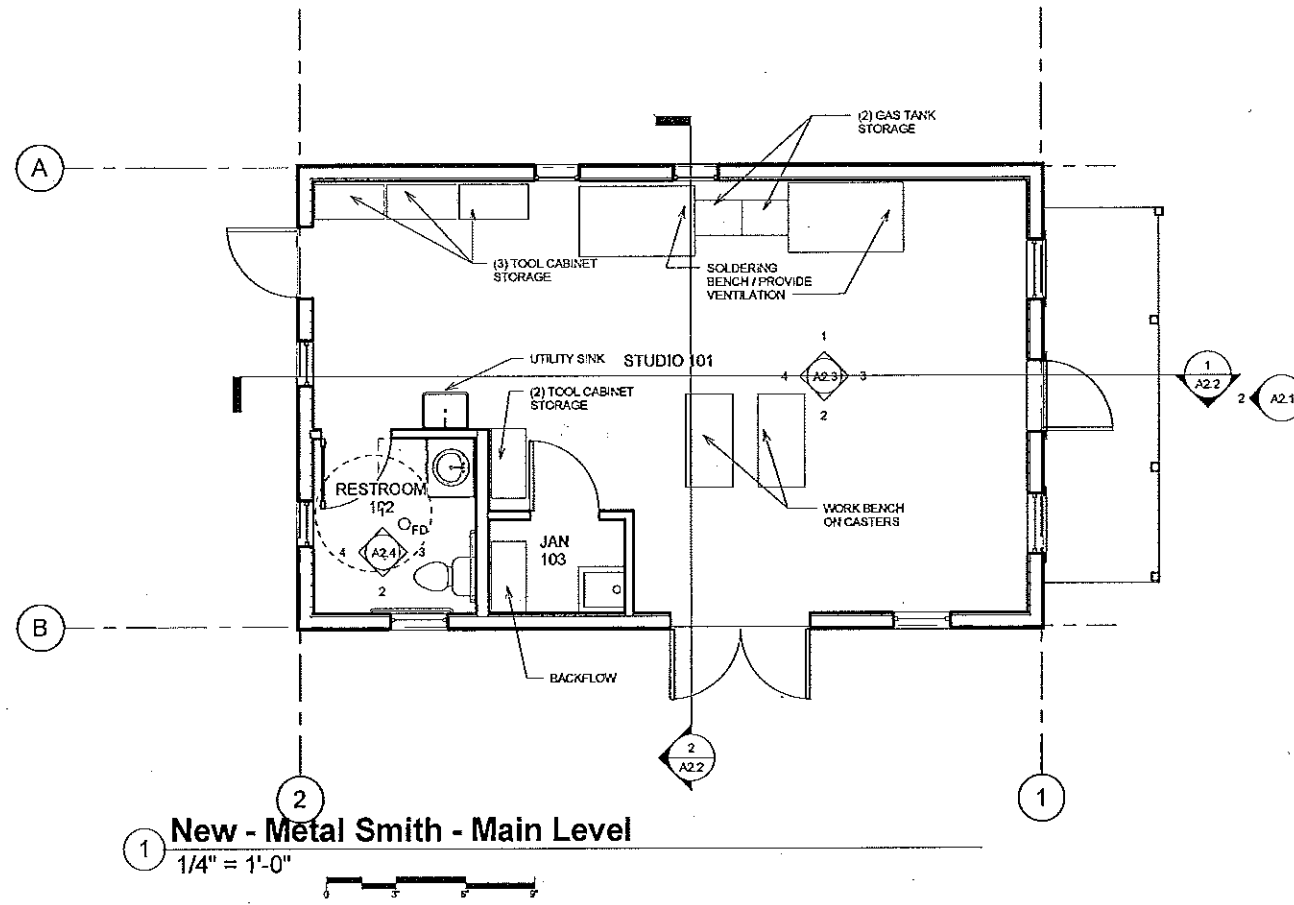 (2) GAS TANK
STORAGE
A
(3) TOOL CABINET
STORAGE
SOLDERING
BENCH / PROVIDE
VENTILATION
1
UTILITY SINK
STUDIO 101
4
A2.3
3
1
A2.2
2
A2.1
(2) TOOL CABINET
STORAGE
2
RESTROOM
102
1
FD
WORK BENCH
ON CASTERS
JAN
103
4
A2.4
3
2
B
BACKFLOW
2
A2.2
2
1
1
New - Metal Smith - Main Level
1/4" = 1'-0"
0 3' 6' 9'